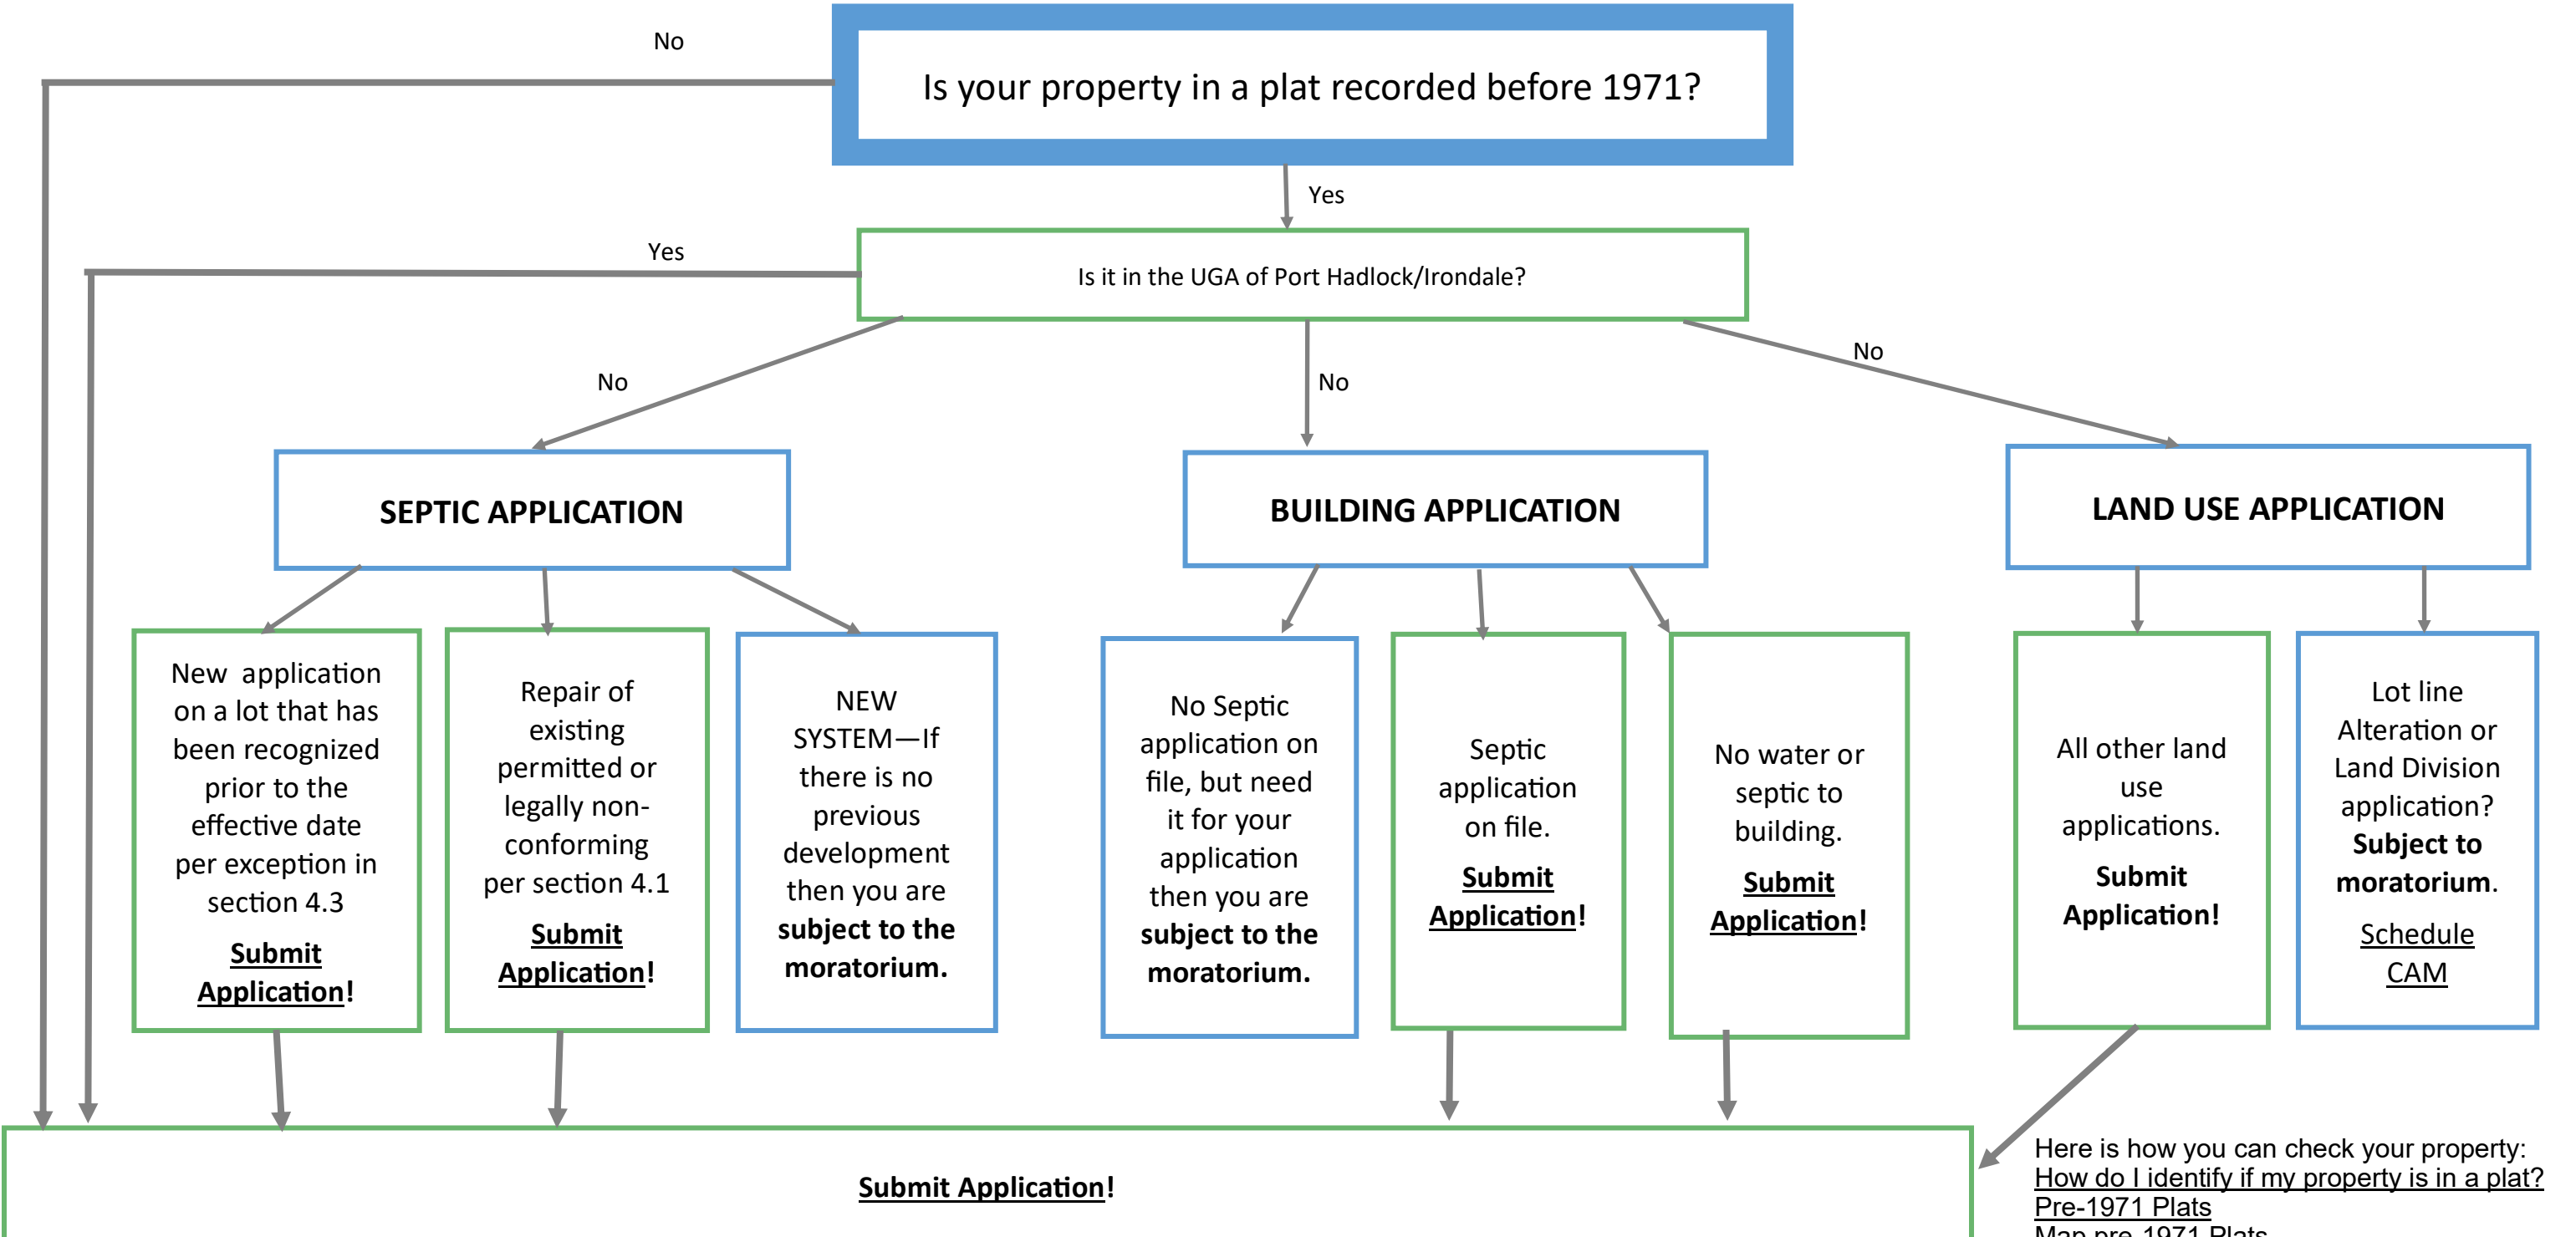 No
Is your property in a plat recorded before 1971?
Yes
Yes
Is it in the UGA of Port Hadlock/Irondale?
No
No
No
SEPTIC APPLICATION
BUILDING APPLICATION
LAND USE APPLICATION
New application
on a lot that has
been recognized
prior to the
effective date
per exception in
section 4.3
Submit
Application!
Repair of
existing
permitted or
legally non-
conforming
per section 4.1
Submit
Application!
NEW
SYSTEM—If
there is no
previous
development
then you are
subject to the
moratorium.
No Septic
application on
file, but need
it for your
application
then you are
subject to the
moratorium.
Septic
application
on file.
Submit
Application!
No water or
septic to
building.
Submit
Application!
All other land
use
applications.
Submit
Application!
Lot line
Alteration or
Land Division
application?
Subject to
moratorium.
Schedule
CAM
Submit Application!
Here is how you can check your property:
How do I identify if my property is in a plat?
Pre-1971 Plats
Map pre-1971 Plats